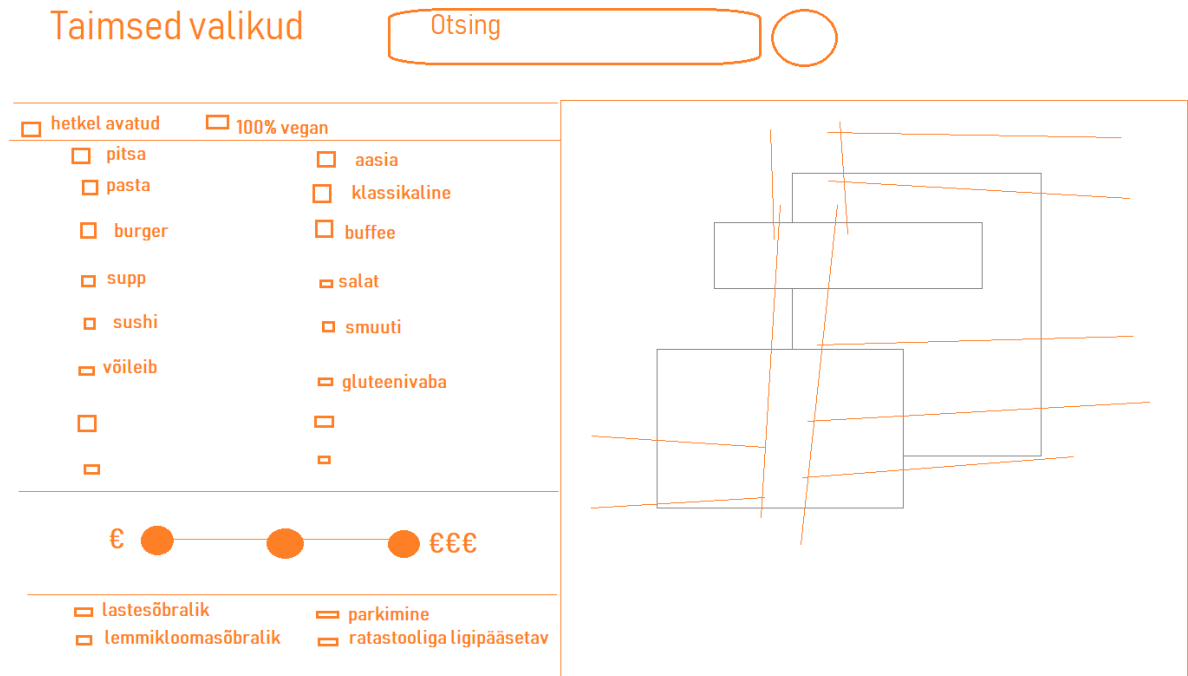 Taimsed valikud
Otsing
hetkel avatud
100% vegan
pitsa
aasia
pasta
klassikaline
burger
buffee
supp
salat
sushi
smuuti
võileib
gluteenivaba
€
€€€
lastesõbralik
parkimine
lemmikloomasõbralik
ratastooliga ligipääsetav